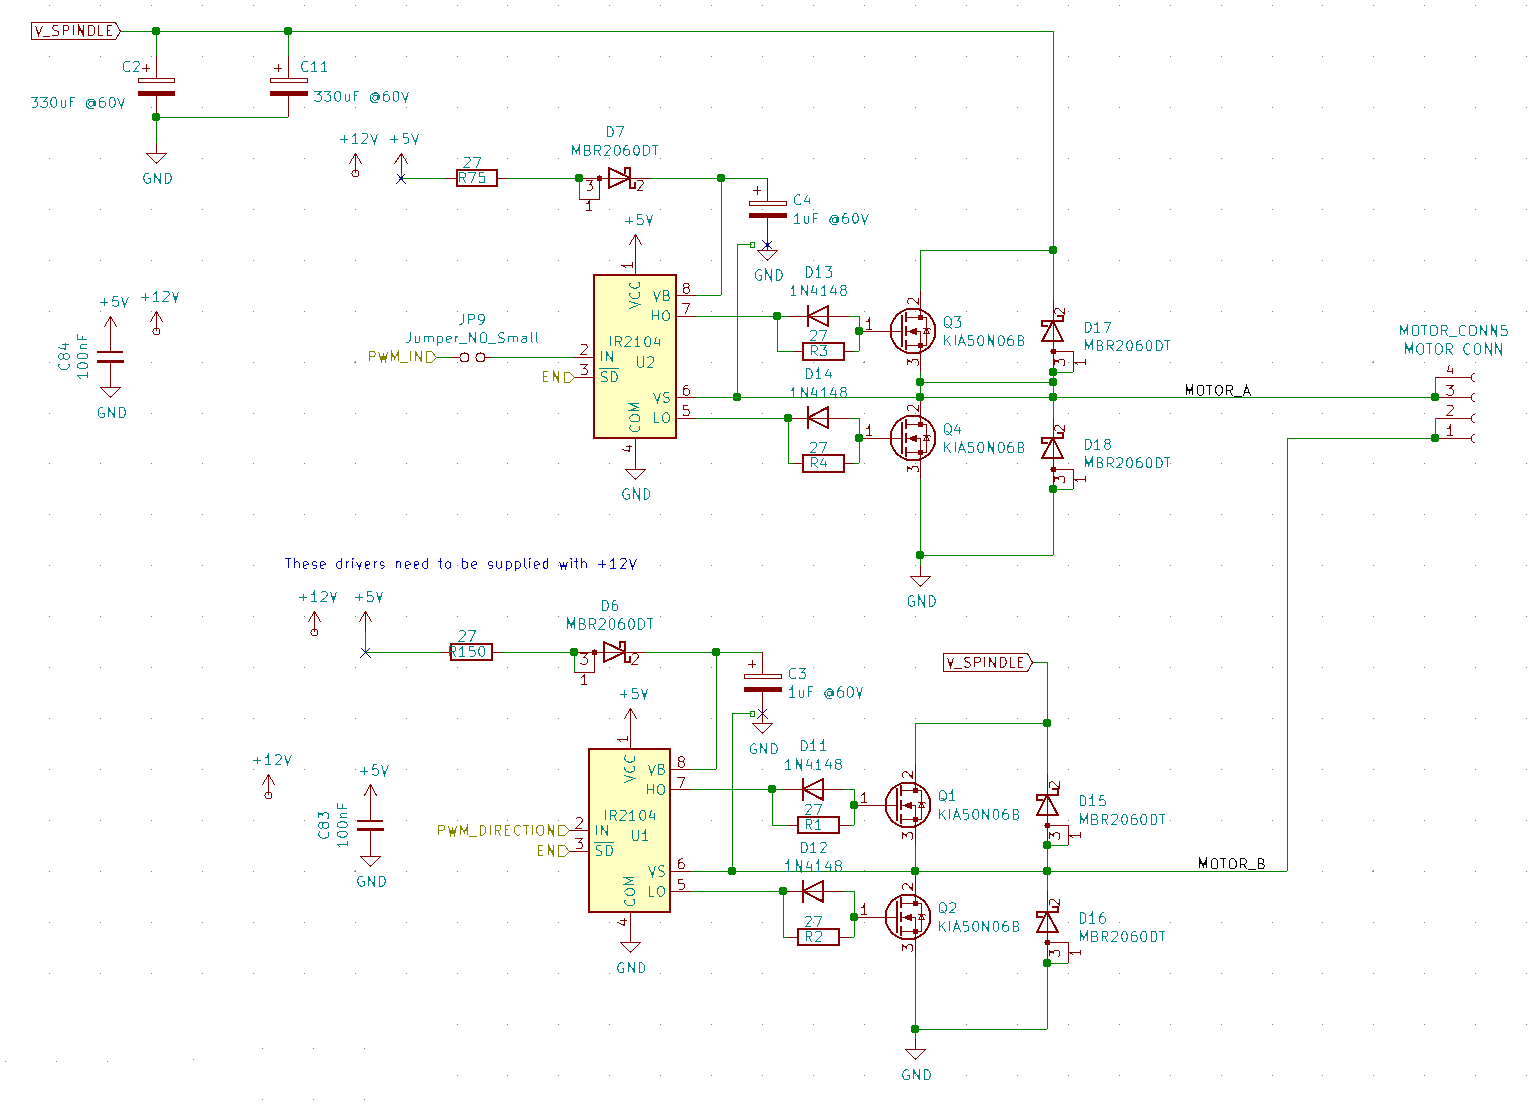 V_SPINDLE
C2
+
330uF @60V
+
C11
330uF @60V
GND
+12V
+5V
27
R75
D7
MBR2060DT
3
2
1
+
C4
1uF @60V
GND
+5V
1
VCC
VB
8
HO
7
IR2104
U2
2
IN
3
SD
VS
6
LO
5
COM
4
GND
JP9
Jumper_NO_Small
PWM_IN
EN
+5V
+12V
C84
100nF
GND
D13
1N4148
27
R3
D14
1N4148
27
R4
1
2
3
Q3
KIA50N06B
1
2
3
Q4
KIA50N06B
2
D17
MBR2060DT
3
1
2
D18
MBR2060DT
3
1
GND
MOTOR_A
MOTOR_CONN5
MOTOR CONN
4
3
2
1
These drivers need to be supplied with +12V
+12V
+5V
27
R150
D6
MBR2060DT
3
2
1
+
C3
1uF @60V
GND
+5V
1
VCC
VB
8
HO
7
IR2104
U1
2
IN
3
SD
VS
6
LO
5
COM
4
GND
PWM_DIRECTION
EN
+12V
+5V
C83
100nF
GND
D11
1N4148
27
R1
D12
1N4148
27
R2
V_SPINDLE
1
2
3
Q1
KIA50N06B
1
2
3
Q2
KIA50N06B
2
D15
MBR2060DT
3
1
2
D16
MBR2060DT
3
1
MOTOR_B
GND